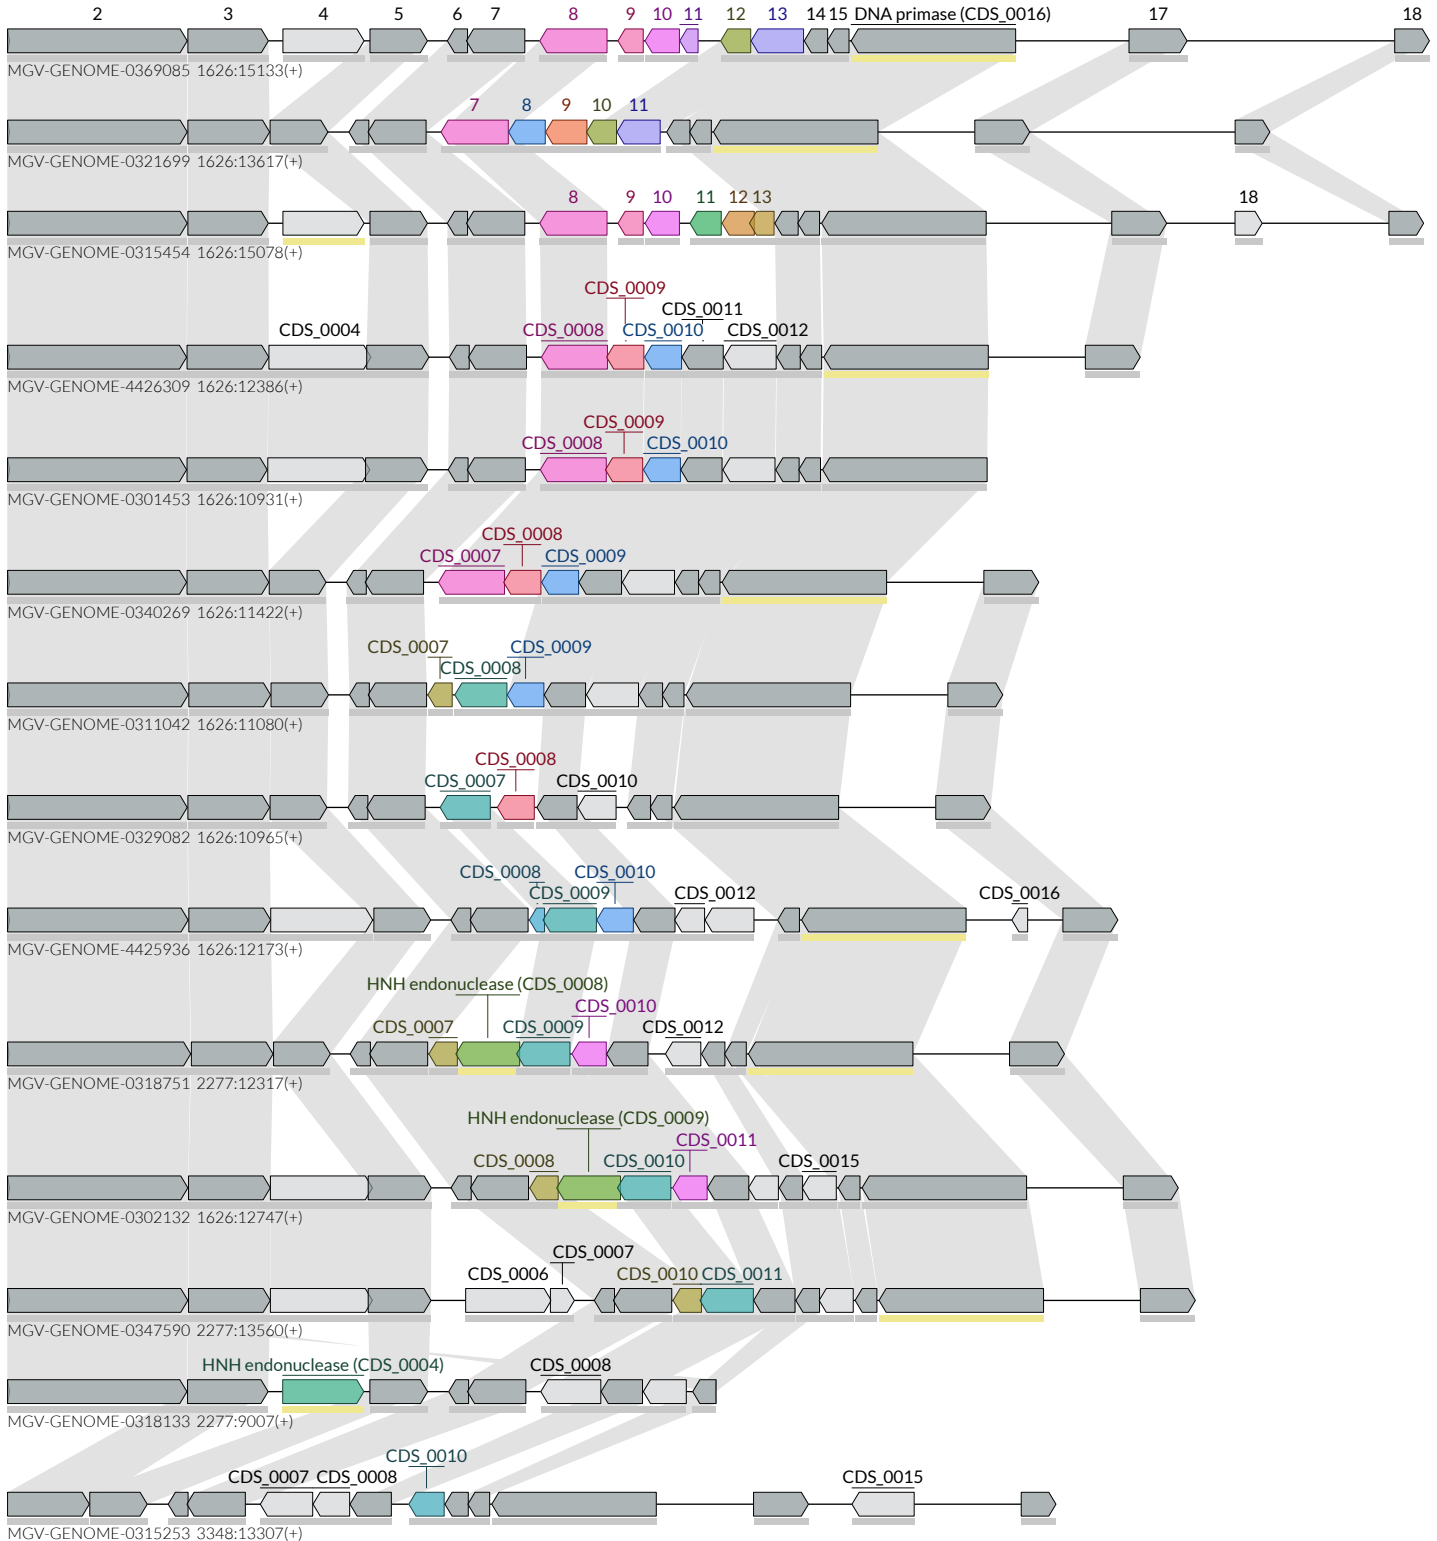 2 3 4 5 6 7 8 9 10 11 12 13 14 15 DNA primase (CDS_0016) 17 18
MGV-GENOME-0369085 1626:15133(+)
7 8 9 10 11
MGV-GENOME-0321699 1626:13617(+)
8 9 10 11 12 13 18
MGV-GENOME-0315454 1626:15078(+)
CDS_0009
CDS_0011
CDS_0004 CDS_0008 CDS_0010 CDS_0012
MGV-GENOME-4426309 1626:12386(+)
CDS_0009
CDS_0008 CDS_0010
MGV-GENOME-0301453 1626:10931(+)
CDS_0008
CDS_0007 CDS_0009
MGV-GENOME-0340269 1626:11422(+)
CDS_0007 CDS_0009
CDS_0008
MGV-GENOME-0311042 1626:11080(+)
CDS_0008
CDS_0007 CDS_0010
MGV-GENOME-0329082 1626:10965(+)
CDS_0008 CDS_0010
CDS_0009 CDS_0012 CDS_0016
MGV-GENOME-4425936 1626:12173(+)
HNH endonuclease (CDS_0008)
CDS_0010
CDS_0007 CDS_0009 CDS_0012
MGV-GENOME-0318751 2277:12317(+)
HNH endonuclease (CDS_0009)
CDS_0011
CDS_0008 CDS_0010 CDS_0015
MGV-GENOME-0302132 1626:12747(+)
CDS_0007
CDS_0006 CDS_0010 CDS_0011
MGV-GENOME-0347590 2277:13560(+)
HNH endonuclease (CDS_0004) CDS_0008
MGV-GENOME-0318133 2277:9007(+)
CDS_0010
CDS_0007 CDS_0008 CDS_0015
MGV-GENOME-0315253 3348:13307(+)